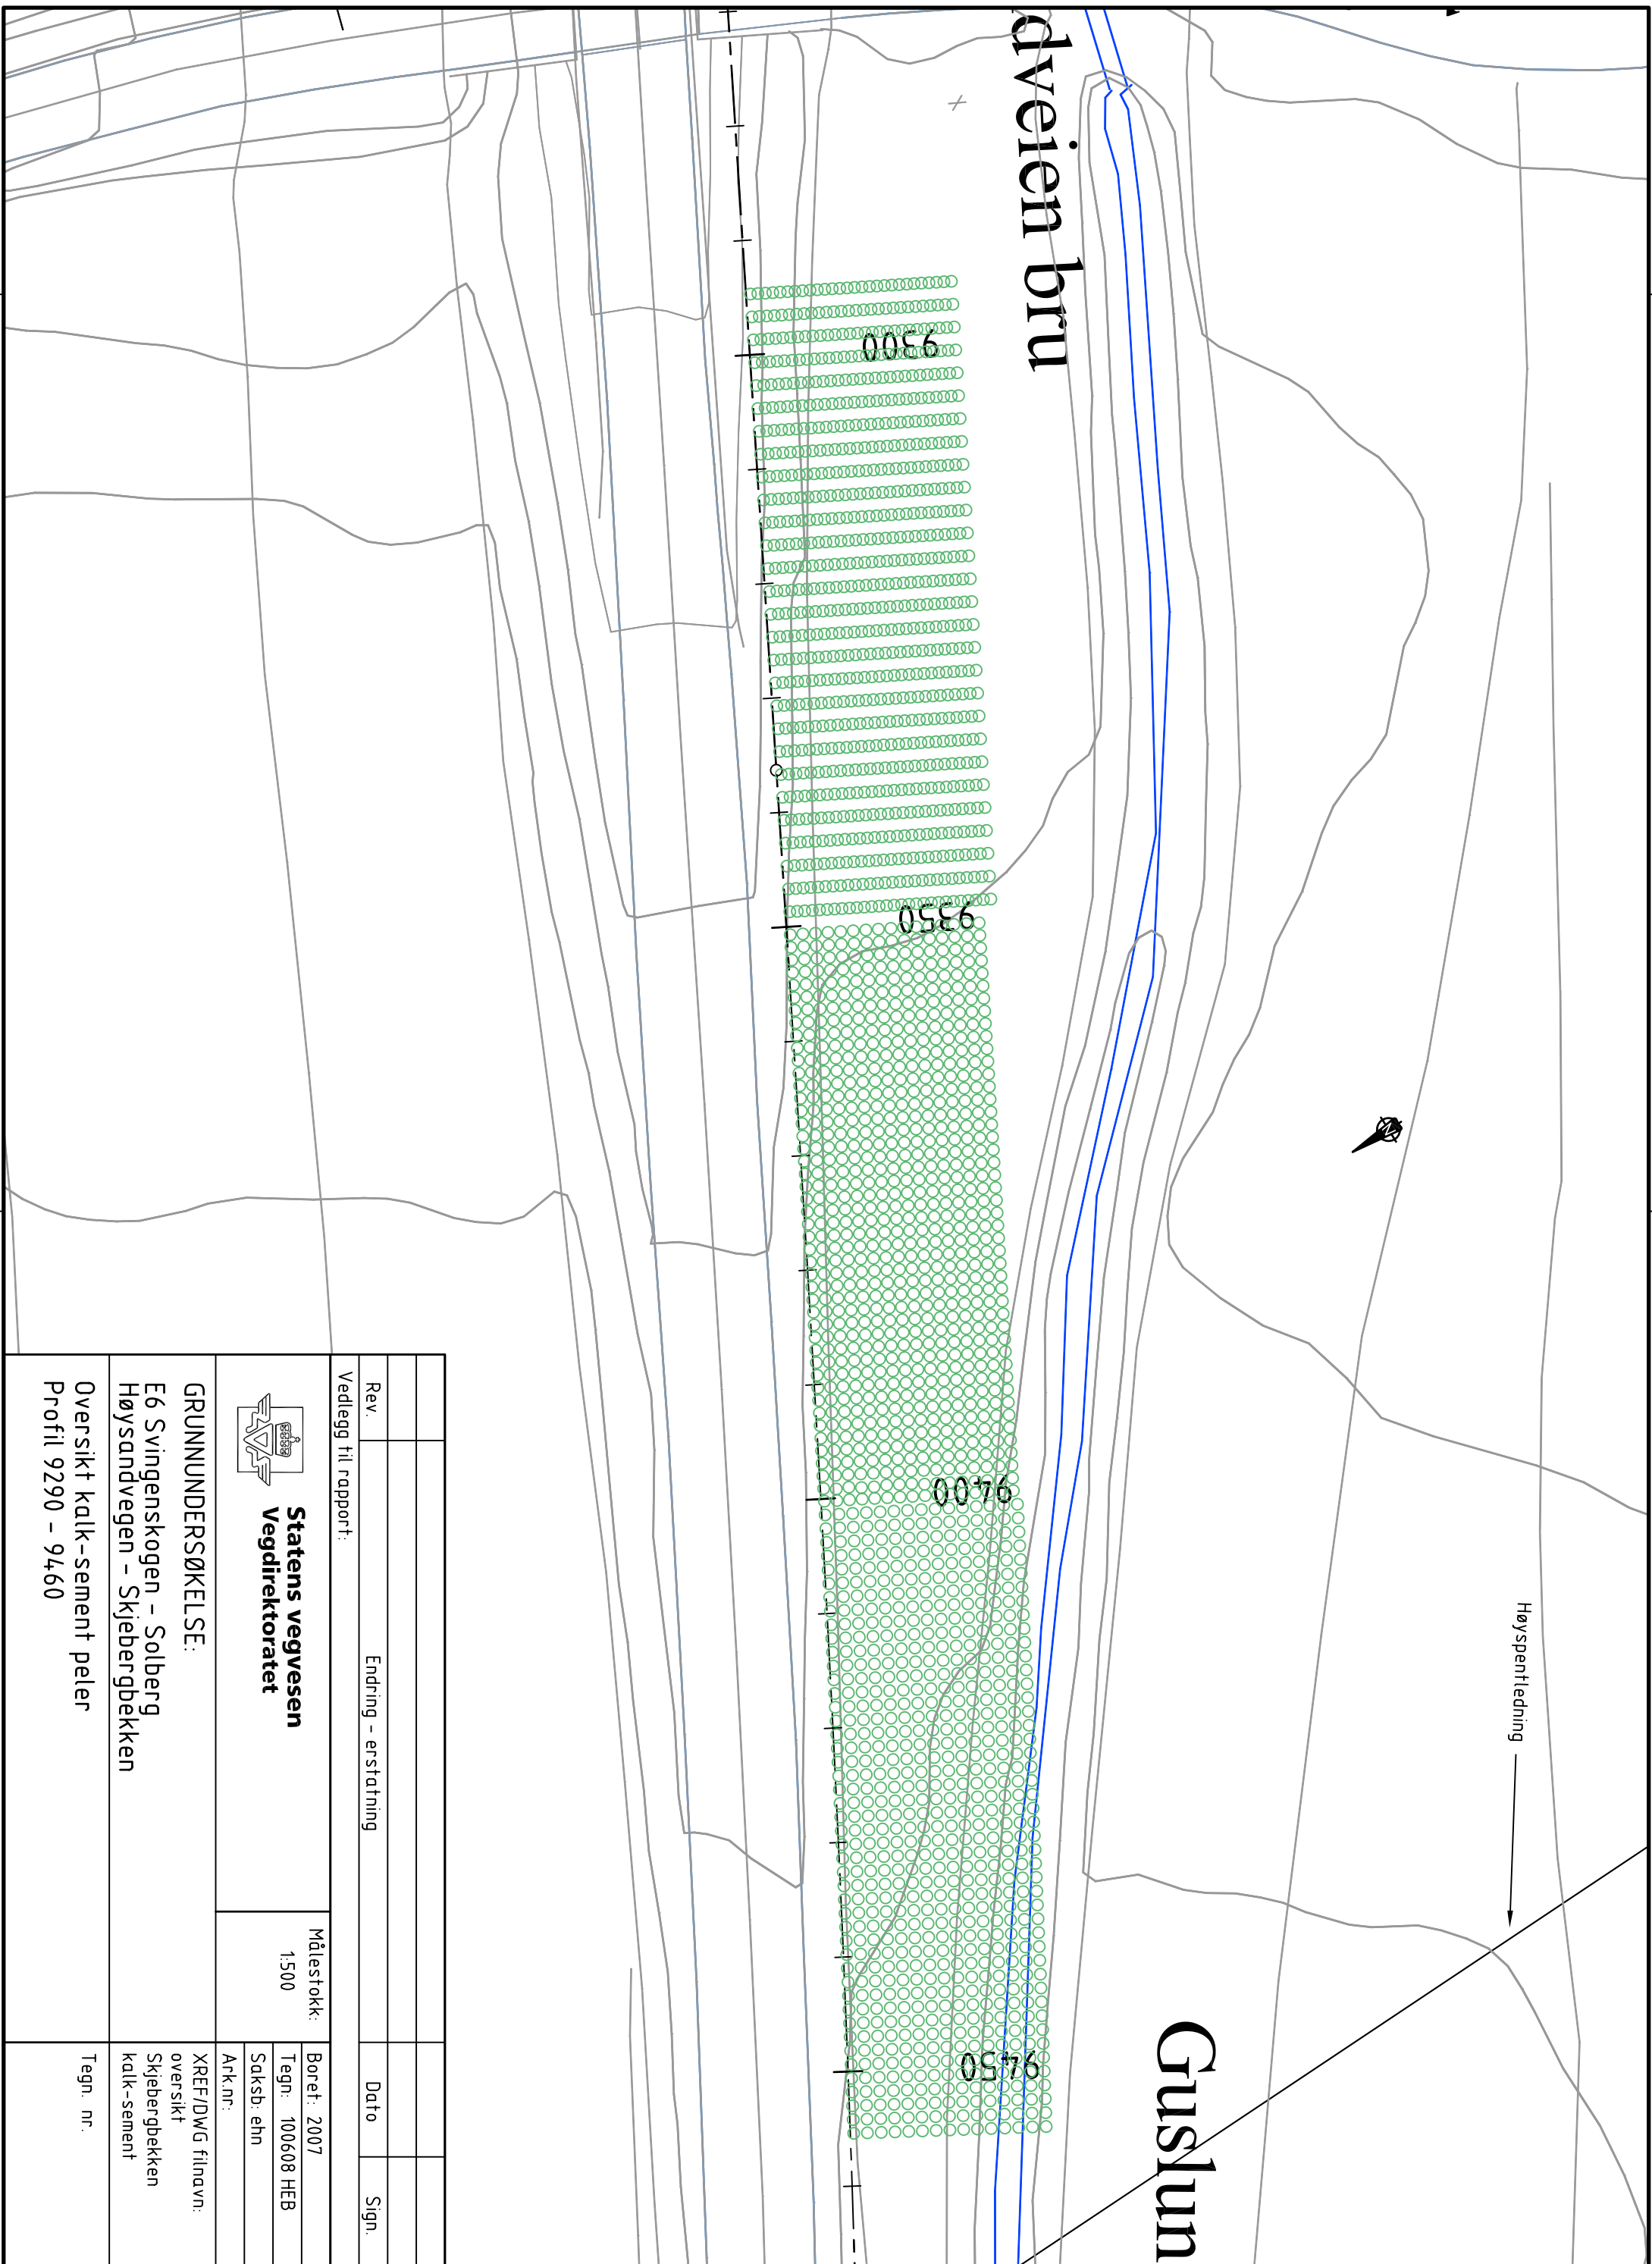 dveien bru
9300
9350
9400
9450
Guslun
Høyspentledning
Rev.
Endring - erstatning
Dato
Sign.
Vedlegg til rapport:
Statens vegvesen
Vegdirektoratet
Målestokk:
1:500
Boret: 2007
Tegn: 100608 HEB
Saksb: ehn
Ark.nr:
GRUNNUNDERSØKELSE:
E6 Svingenskogen - Solberg
Høysandvegen - Skjebergbekken
XREF/DWG filnavn:
oversikt
Skjebergbekken
kalk-sement
Oversikt kalk-sement peler
Profil 9290 - 9460
Tegn. nr.